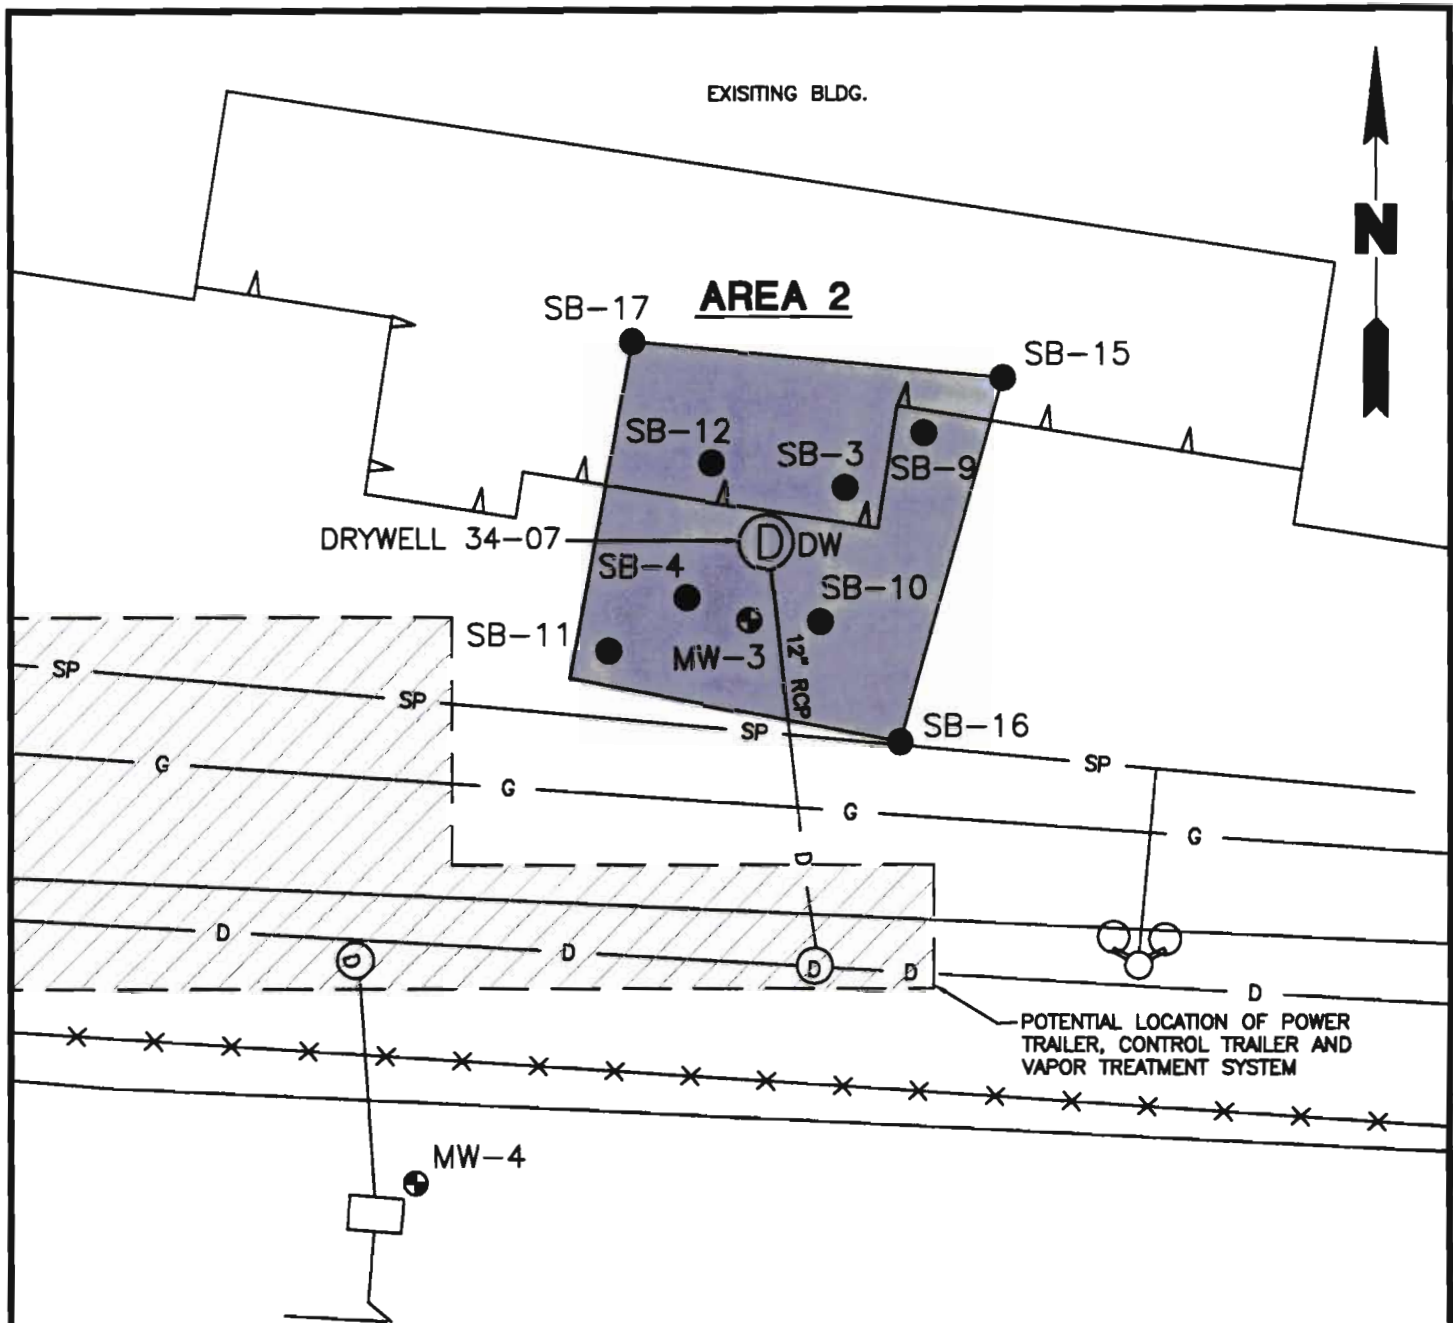 EXISITING BLDG.
N
AREA 2
SB-17
SB-15
SB-12
SB-3
SB-9
DRYWELL 34-07
D DW
SB-4
SB-10
SB-11
MW-3
12" RCP
SP
SP
SP
SB-16
SP
G
G
G
G
D
D
D
D
D
D
D
POTENTIAL LOCATION OF POWER
TRAILER, CONTROL TRAILER AND
VAPOR TREATMENT SYSTEM
MW-4